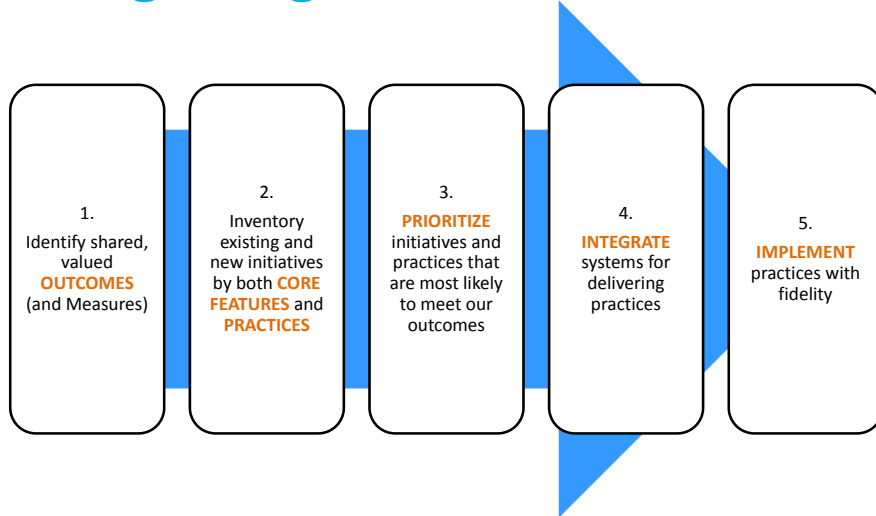 1.
Identify shared,
valued
OUTCOMES
(and Measures)
2.
Inventory
existing and
new initiatives
by both CORE
FEATURES and
PRACTICES
3.
PRIORITIZE
initiatives and
practices that
are most likely
to meet our
outcomes
4.
INTEGRATE
systems for
delivering
practices
5.
IMPLEMENT
practices with
fidelity